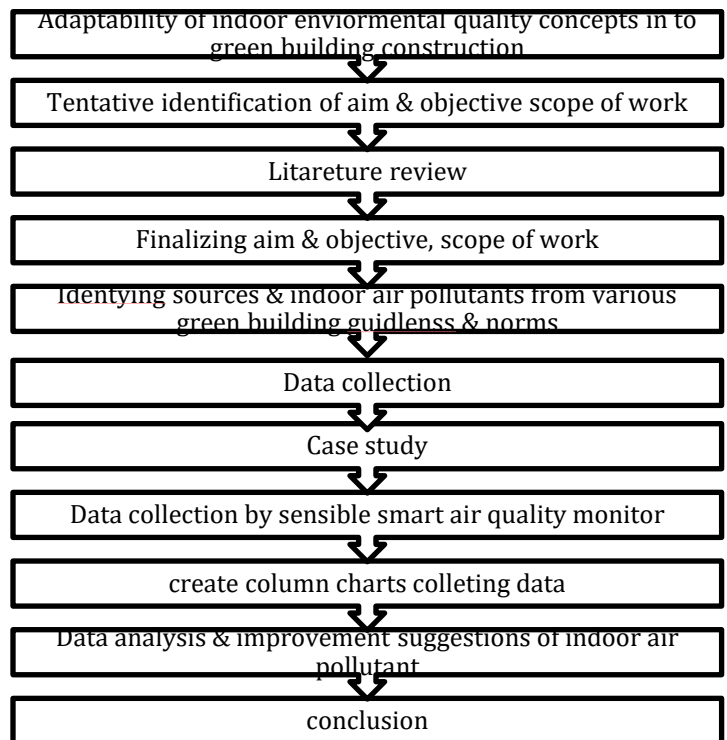 Adaptability of indoor enviormental quality concepts in to
green building construction
Tentative identification of aim & objective scope of work
Litareture review
Finalizing aim & objective, scope of work
Identying sources & indoor air pollutants from various
green building guidlenss & norms
Data collection
Case study
Data collection by sensible smart air quality monitor
create column charts colleting data
Data analysis & improvement suggestions of indoor air
pollutant
conclusion